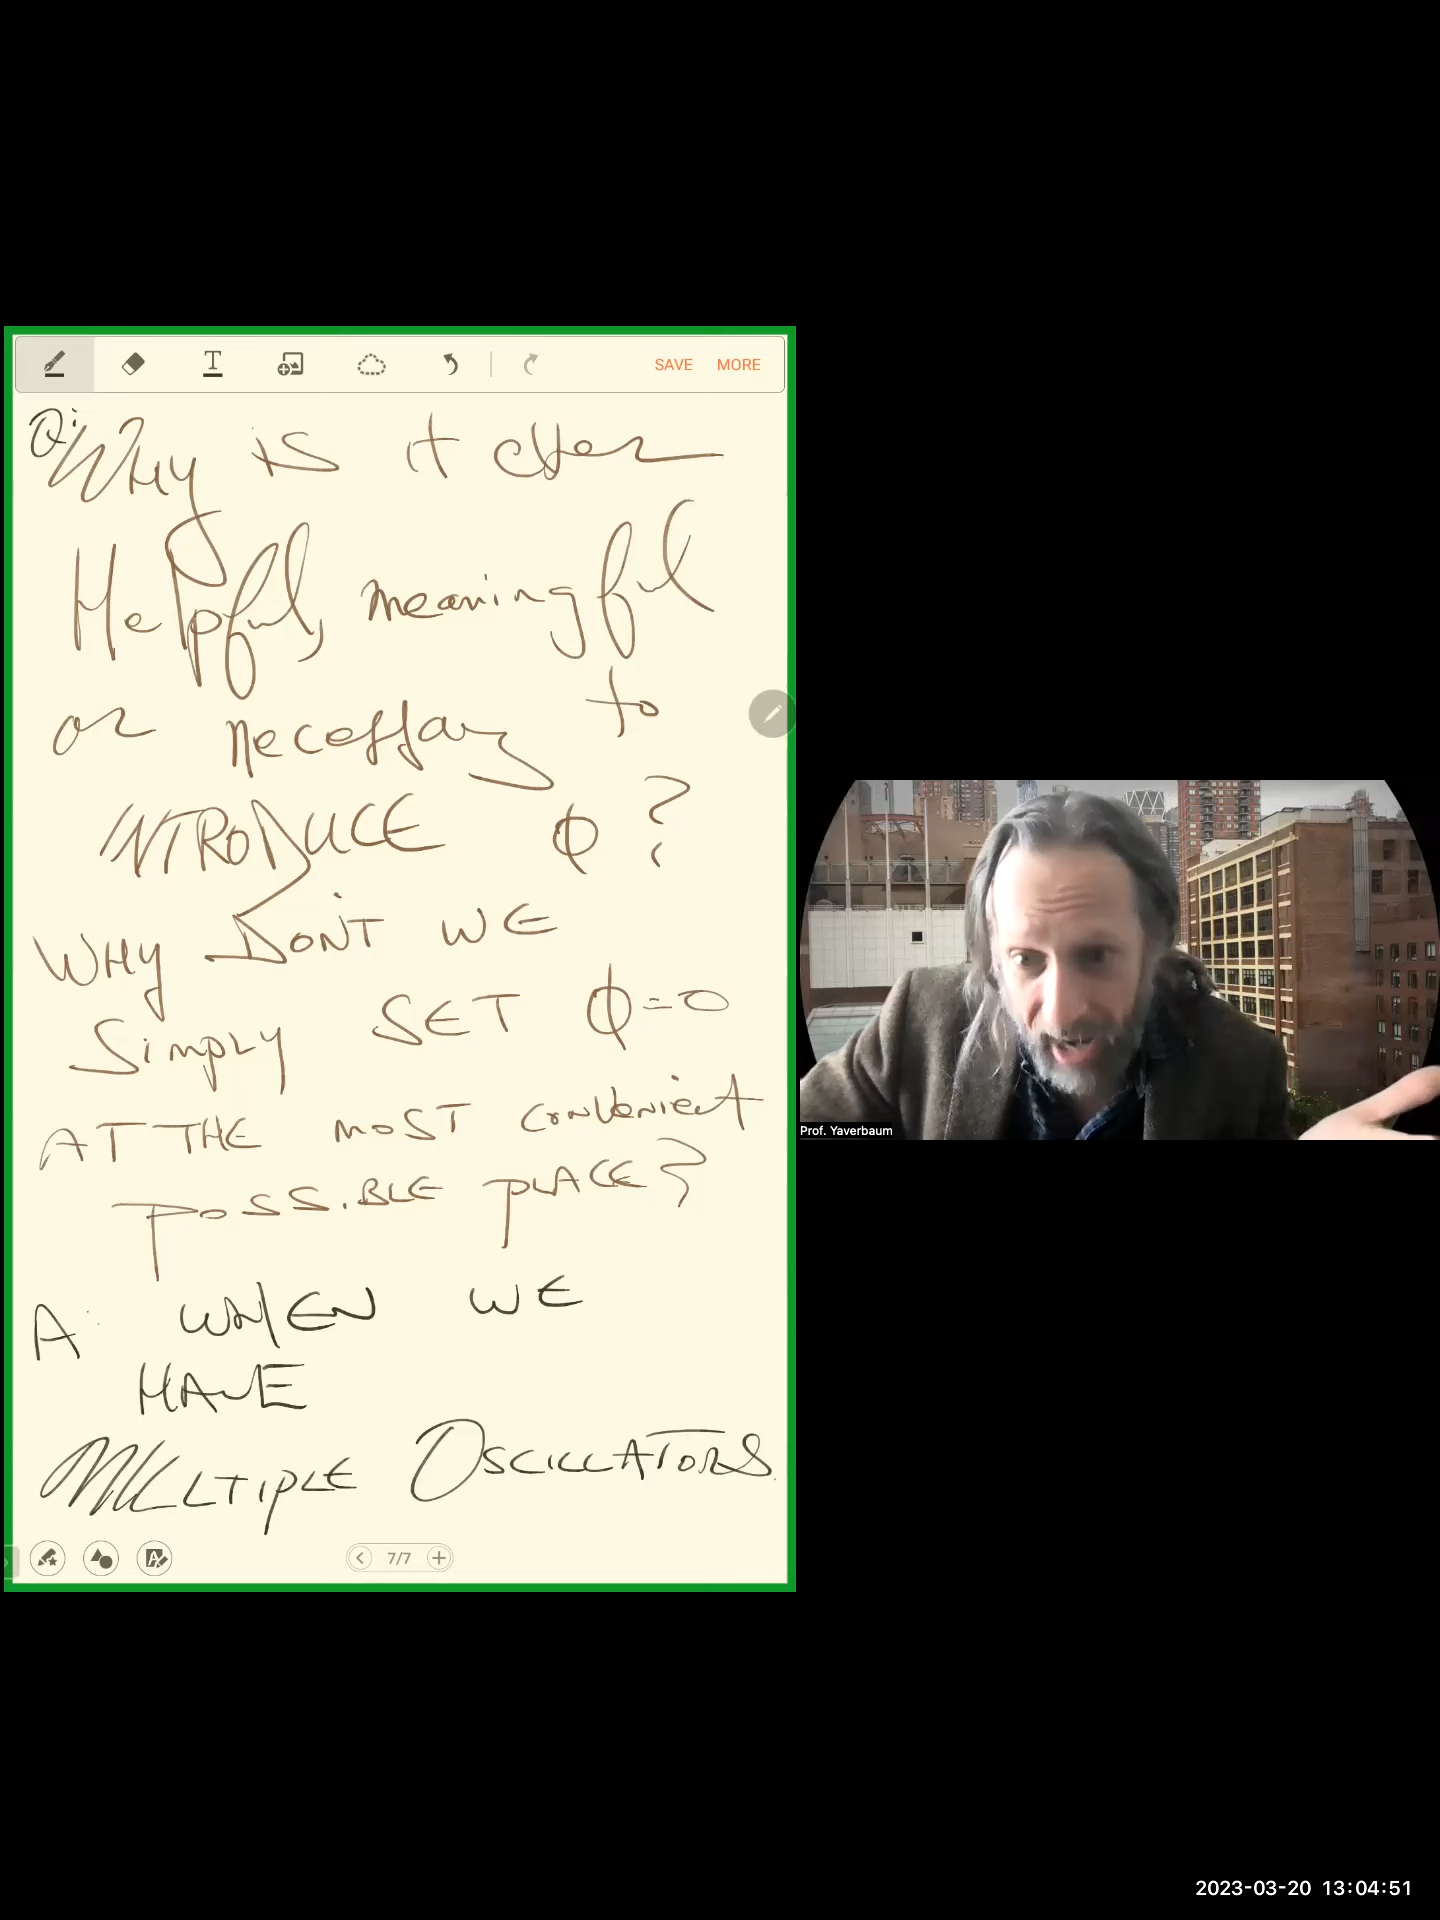 T
SAVE MORE
Q: WHy is it ever
Helpful, meaningful
or necessary to
INTRODUCE Φ?
WHY DON'T WE
SIMPLY SET Φ=0
AT THE MOST convenient
POSSIBLE PLACE?
A: WHEN WE
HAVE
MULTIPLE OSCILLATORS
A
7/7
Prof. Yaverbaum
2023-03-20 13:04:51